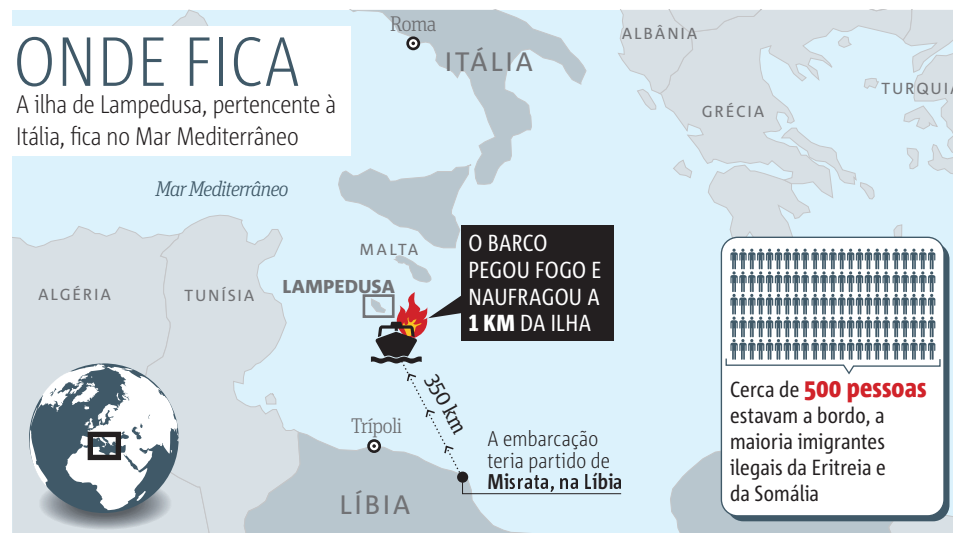 ONDE FICA
A ilha de Lampedusa, pertencente à
Itália, fica no Mar Mediterrâneo
Roma
ITÁLIA
ALBÂNIA
GRÉCIA
TURQUIA
Mar Mediterrâneo
MALTA
LAMPEDUSA
ALGÉRIA
TUNÍSIA
O BARCO
PEGOU FOGO E
NAUFRAGOU A
1 KM DA ILHA
350 km
Trípoli
LÍBIA
A embarcação
teria partido de
Misrata, na Líbia
Cerca de 500 pessoas
estavam a bordo, a
maioria imigrantes
ilegais da Eritreia e
da Somália